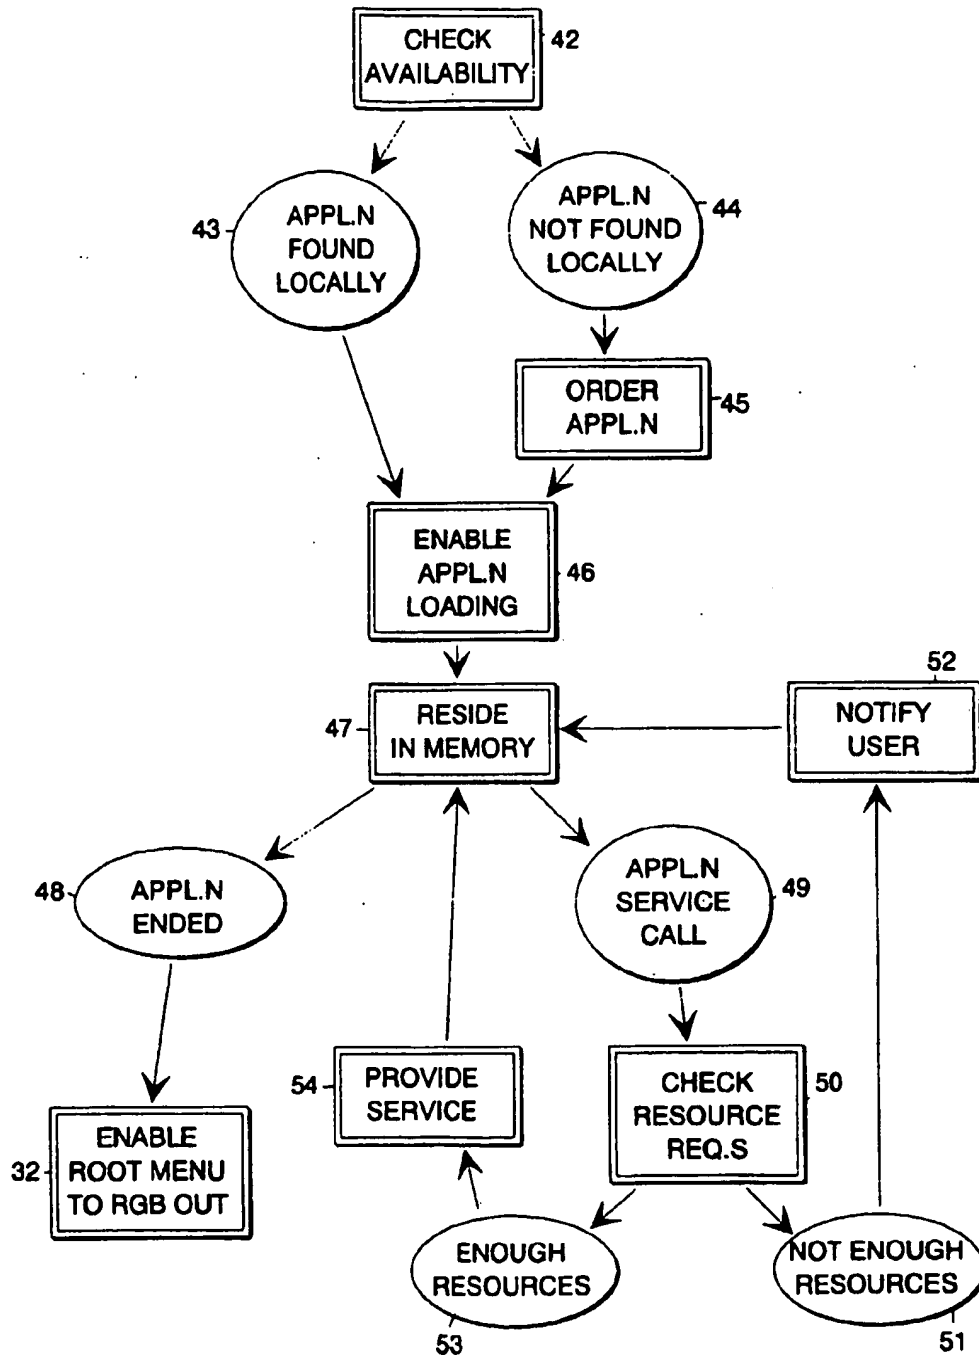 CHECK
AVAILABILITY
42
APPL.N
FOUND
LOCALLY
43
APPL.N
NOT FOUND
LOCALLY
44
ORDER
APPL.N
45
ENABLE
APPL.N
LOADING
46
RESIDE
IN MEMORY
47
NOTIFY
USER
52
APPL.N
ENDED
48
APPL.N
SERVICE
CALL
49
PROVIDE
SERVICE
54
CHECK
RESOURCE
REQ.S
50
ENABLE
ROOT MENU
TO RGB OUT
32
ENOUGH
RESOURCES
53
NOT ENOUGH
RESOURCES
51